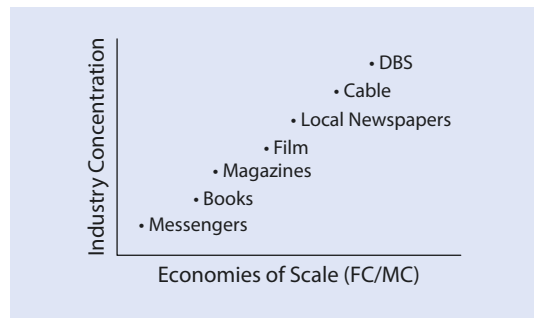 Industry Concentration
• DBS
• Cable
• Local Newspapers
• Film
• Magazines
• Books
• Messengers
Economies of Scale (FC/MC)